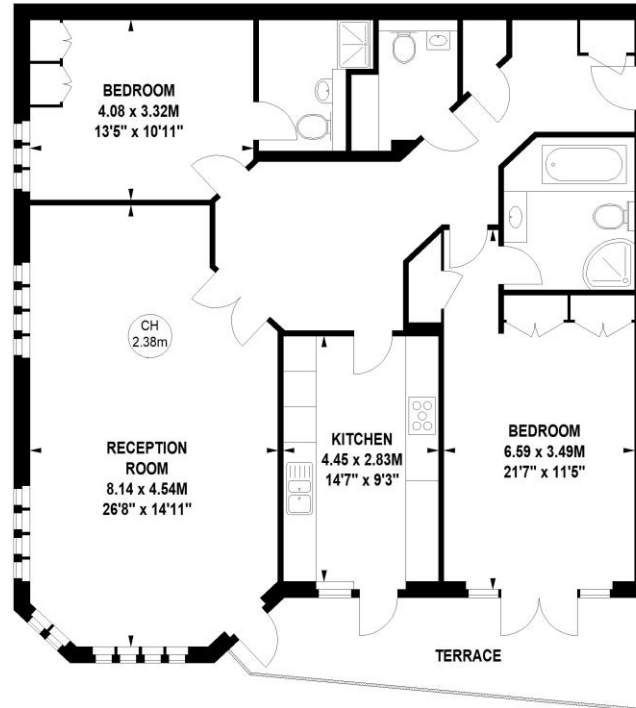 BEDROOM
4.08 x 3.32M
13'5" x 10'11"
CH
2.38m
RECEPTION
ROOM
8.14 x 4.54M
26'8" x 14'11"
KITCHEN
4.45 x 2.83M
14'7" x 9'3"
BEDROOM
6.59 x 3.49M
21'7" x 11'5"
TERRACE